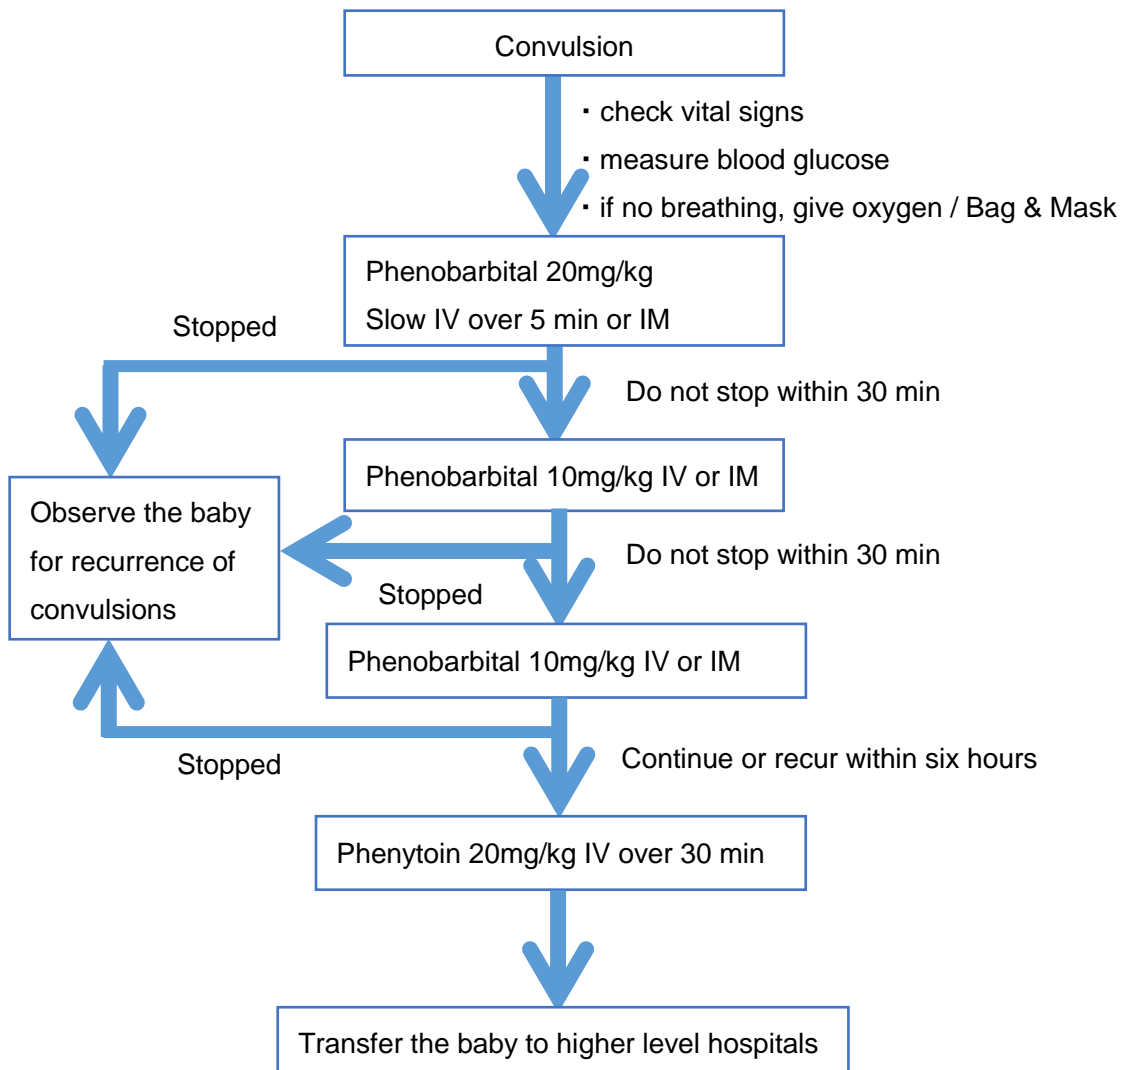 Convulsion
・check vital signs
・measure blood glucose
・if no breathing, give oxygen / Bag & Mask
Phenobarbital 20mg/kg
Slow IV over 5 min or IM
Stopped
Do not stop within 30 min
Phenobarbital 10mg/kg IV or IM
Observe the baby
for recurrence of
convulsions
Do not stop within 30 min
Stopped
Phenobarbital 10mg/kg IV or IM
Stopped
Continue or recur within six hours
Phenytoin 20mg/kg IV over 30 min
Transfer the baby to higher level hospitals